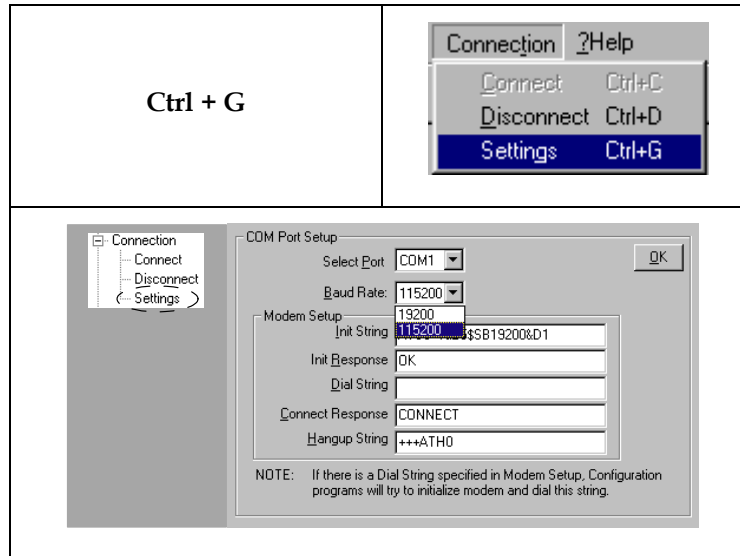 Ctrl + G
Connection ?Help
Connect Ctrl+C
Disconnect Ctrl+D
Settings Ctrl+G
Connection
Connect
Disconnect
Settings
COM Port Setup
Select Port COM1
OK
Baud Rate: 115200
19200
115200
Modem Setup
Init String $SB19200&D1
Init Response OK
Dial String
Connect Response CONNECT
Hangup String +++ATH0
NOTE: If there is a Dial String specified in Modem Setup, Configuration
programs will try to initialize modem and dial this string.